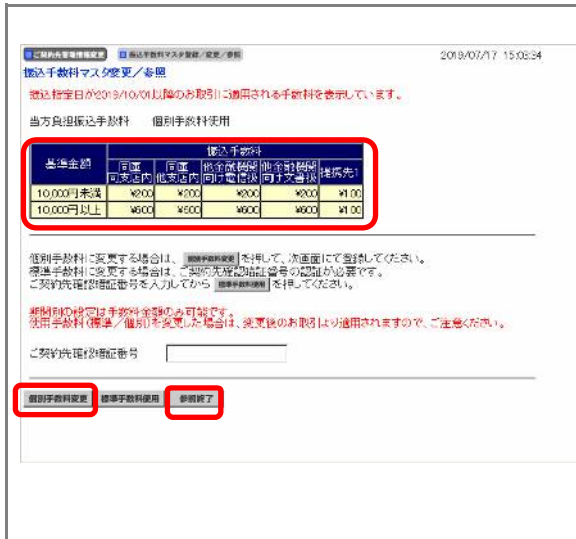 ご契約先管理情報変更 振込手数料マスタ登録/変更/参照 2019/07/17 15:03:34
振込手数料マスタ変更/参照
振込指定日が2019/10/01以降のお取引に適用される手数料を表示しています。
当方負担振込手数料 個別手数料使用
基準金額 振込手数料
同面 同支店内 同面 他支店内 他金融機関 向け電信扱 他金融機関 向け文書扱 提携先1
10,000円未満 ¥200 ¥200 ¥200 ¥200 ¥100
10,000円以上 ¥600 ¥600 ¥600 ¥600 ¥100
個別手数料に変更する場合は、 個別手数料変更 を押して、次画面にて登録してください。
標準手数料に変更する場合は、ご契約先確認暗証番号の認証が必要です。
ご契約先確認暗証番号を入力してから 標準手数料使用 を押してください。
期間別の設定は手数料金額のみ可能です。
使用手数料(標準/個別)を変更した場合は、変更後のお取引より適用されますので、ご注意ください。
ご契約先確認暗証番号
個別手数料変更 標準手数料使用 参照終了